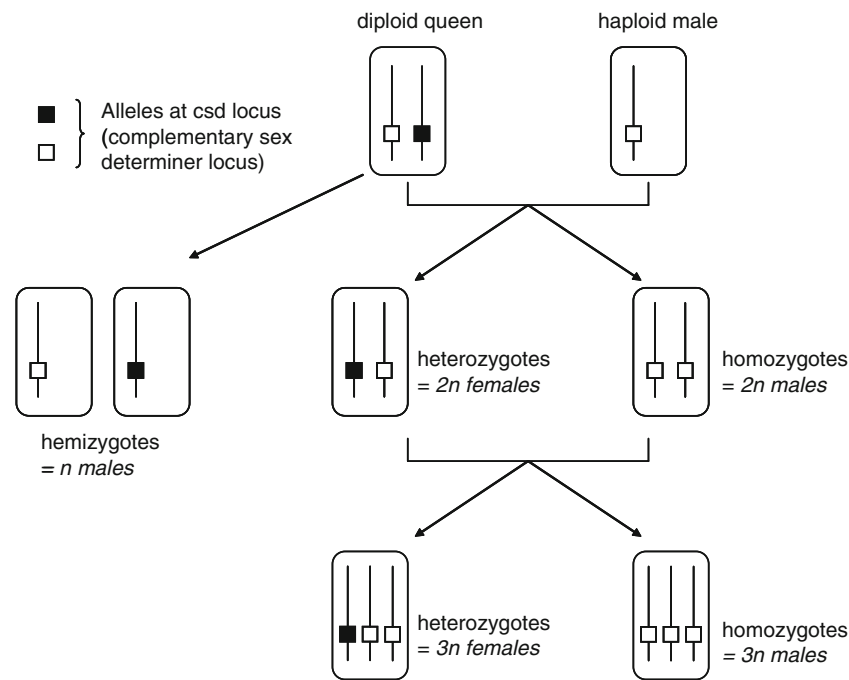 diploid queen
haploid male
Alleles at csd locus
(complementary sex
determiner locus)
heterozygotes
= 2n females
homozygotes
= 2n males
hemizygotes
= n males
heterozygotes
= 3n females
homozygotes
= 3n males